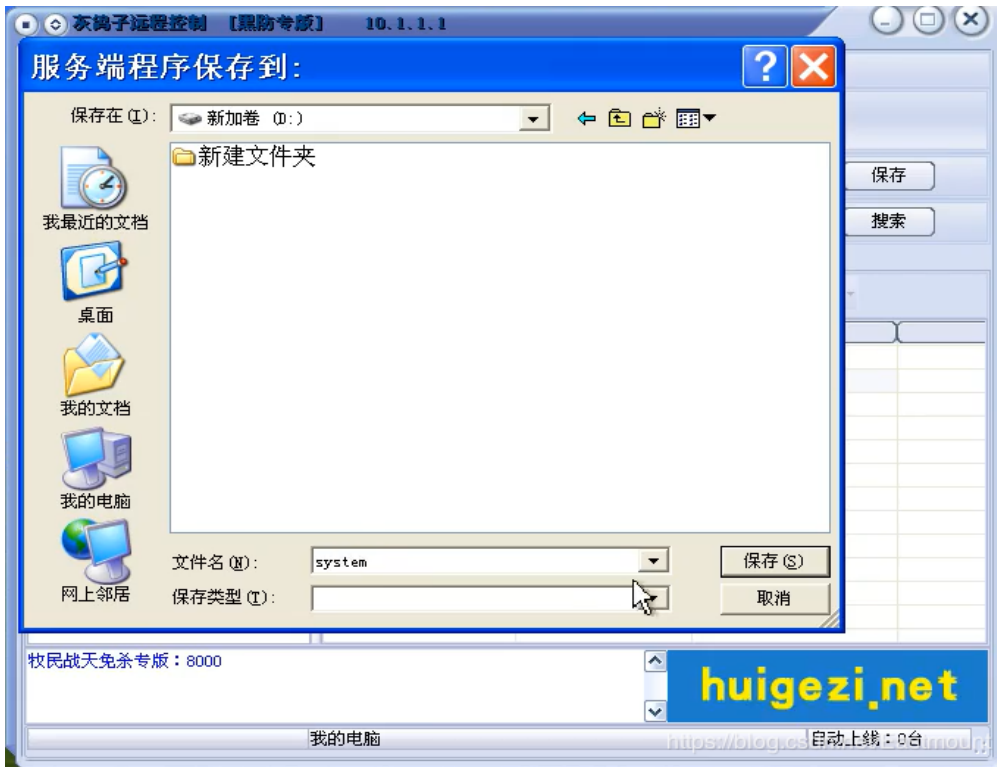 灰鸽子远程控制 [黑防专版] 10.1.1.1
服务端程序保存到:
保存在(I):
新加卷 (D:)
新建文件夹
保存
搜索
我最近的文档
桌面
我的文档
我的电脑
网上邻居
文件名(N):
system
保存(S)
保存类型(T):
取消
牧民战天免杀专版：8000
huigezi.net
我的电脑
自动上线：0台